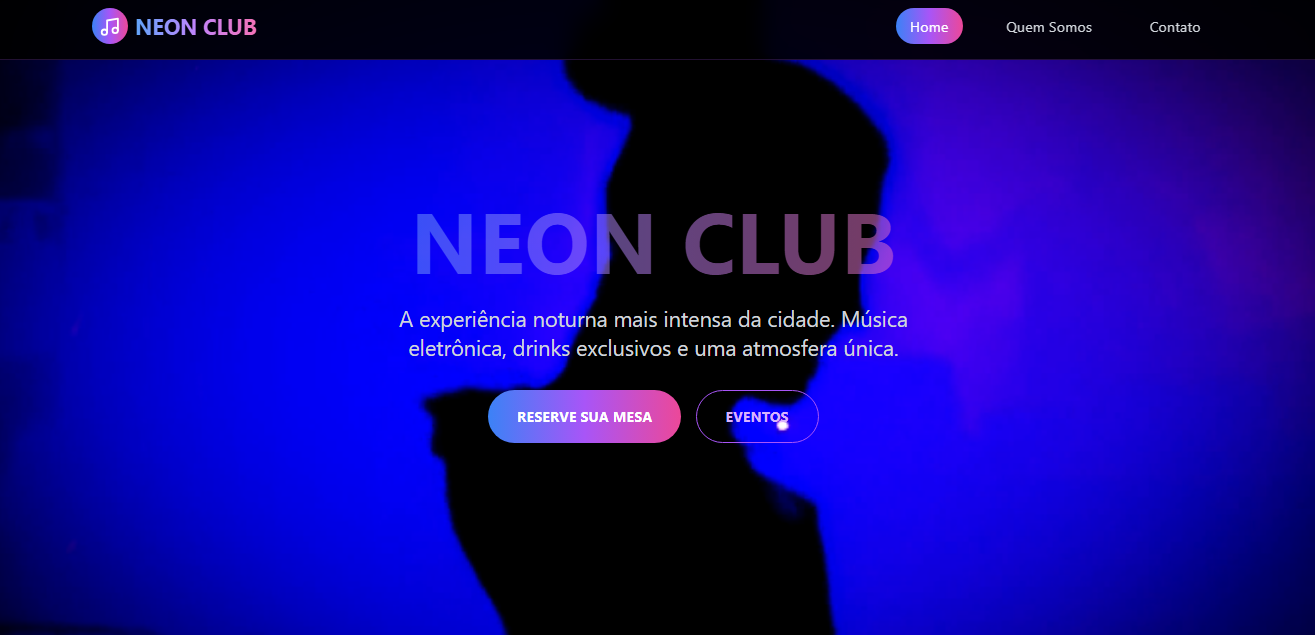 NEON CLUB
Home
Quem Somos
Contato
NEON CLUB
A experiência noturna mais intensa da cidade. Música
eletrônica, drinks exclusivos e uma atmosfera única.
RESERVE SUA MESA
EVENTOS